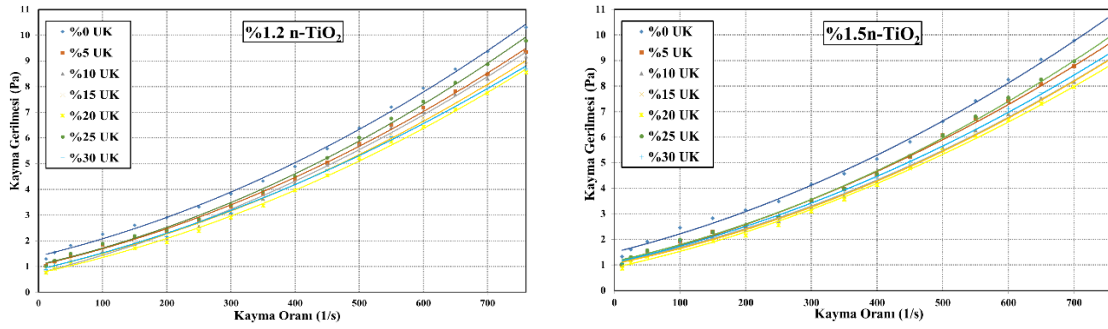 %1.2 n-TiO₂
%0 UK
%5 UK
%10 UK
%15 UK
%20 UK
%25 UK
%30 UK
Kayma Gerilmesi (Pa)
11
10
9
8
7
6
5
4
3
2
1
0
0 100 200 300 400 500 600 700
Kayma Oranı (1/s)
%1.5n-TiO₂
%0 UK
%5 UK
%10 UK
%15 UK
%20 UK
%25 UK
%30 UK
Kayma Gerilmesi (Pa)
11
10
9
8
7
6
5
4
3
2
1
0
0 100 200 300 400 500 600 700
Kayma Oranı (1/s)